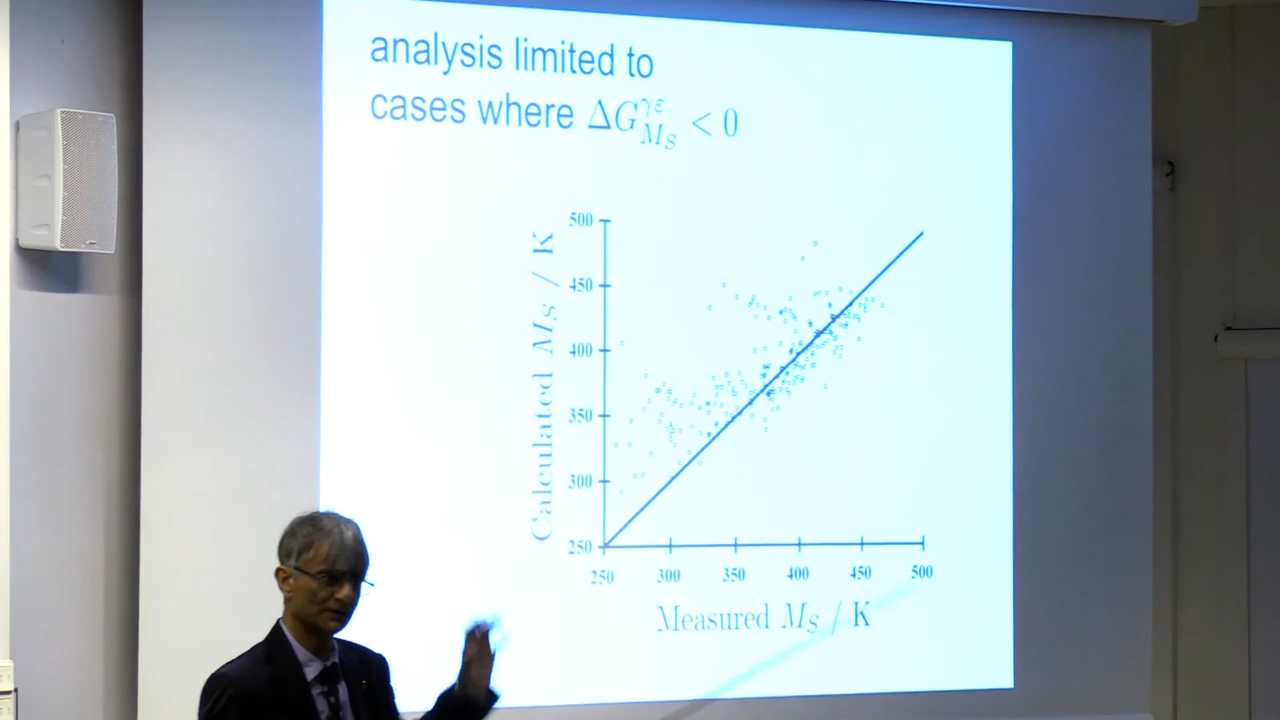 analysis limited to
cases where ΔG^{γε}_{M_S} < 0
Calculated M_S / K
500
450
400
350
300
250
250 300 350 400 450 500
Measured M_S / K